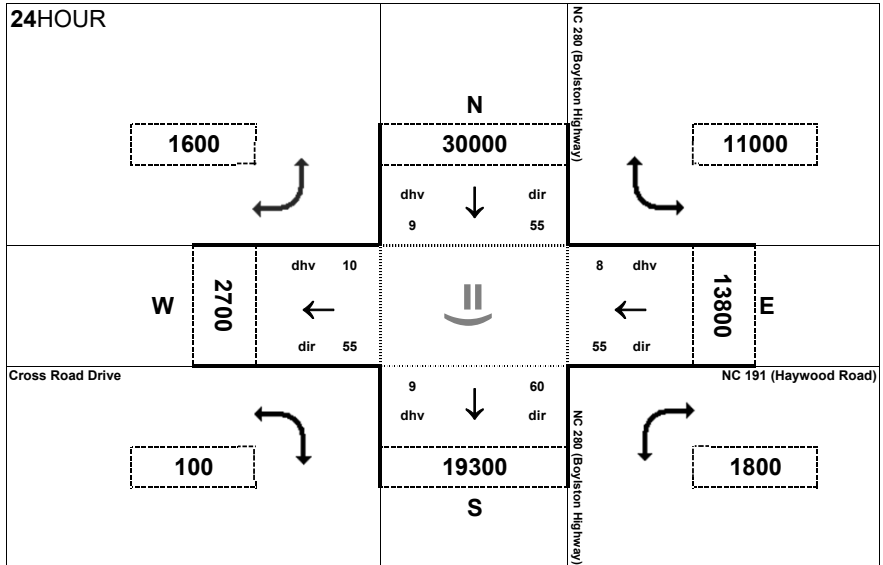 24HOUR
NC 280 (Boylston Highway)
N
1600
30000
11000
dhv
dir
9
55
dhv 10
8 dhv
W
2700
13800
E
dir 55
55 dir
Cross Road Drive
NC 191 (Haywood Road)
9
60
dhv
dir
NC 280 (Boylston Highway)
100
19300
1800
S